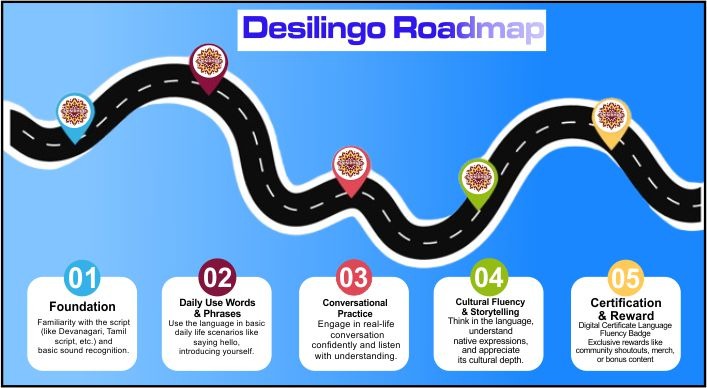 Desilingo Roadmap
01
Foundation
Familiarity with the script
(like Devanagari, Tamil
script, etc.) and
basic sound recognition.
02
Daily Use Words
& Phrases
Use the language in basic
daily life scenarios like
saying hello,
introducing yourself.
03
Conversational
Practice
Engage in real-life
conversation
confidently and listen
with understanding.
04
Cultural Fluency
& Storytelling
Think in the language,
understand
native expressions,
and appreciate
its cultural depth.
05
Certification
& Reward
Digital Certificate Language
Fluency Badge
Exclusive rewards like
community shoutouts, merch,
or bonus content